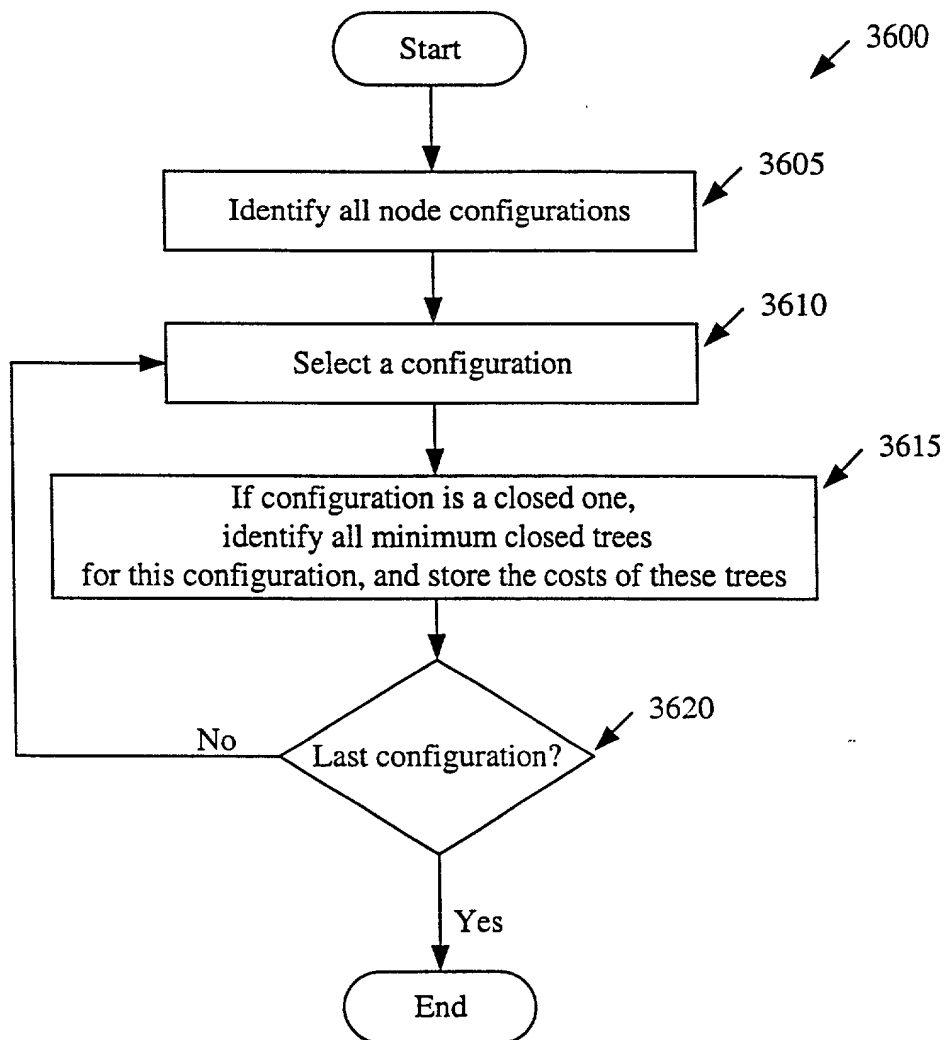 Start
3600
3605
Identify all node configurations
3610
Select a configuration
3615
If configuration is a closed one,
identify all minimum closed trees
for this configuration, and store the costs of these trees
3620
No
Last configuration?
Yes
End